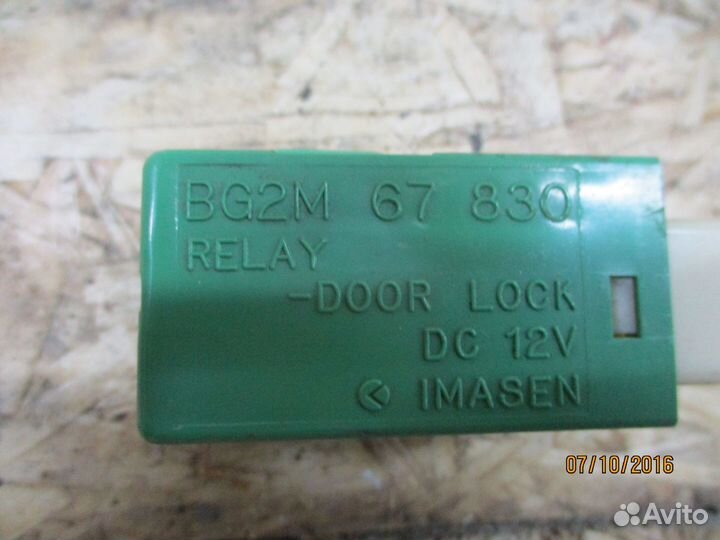 BG2M 67 830
RELAY
-DOOR LOCK
DC 12V
IMASEN
07/10/2016
Avito